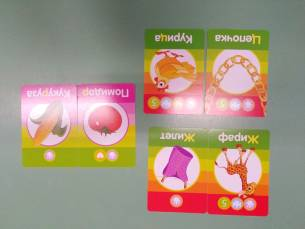 Жираф
Жилет
Помидор
Кукуруза
Цепочка
Курица